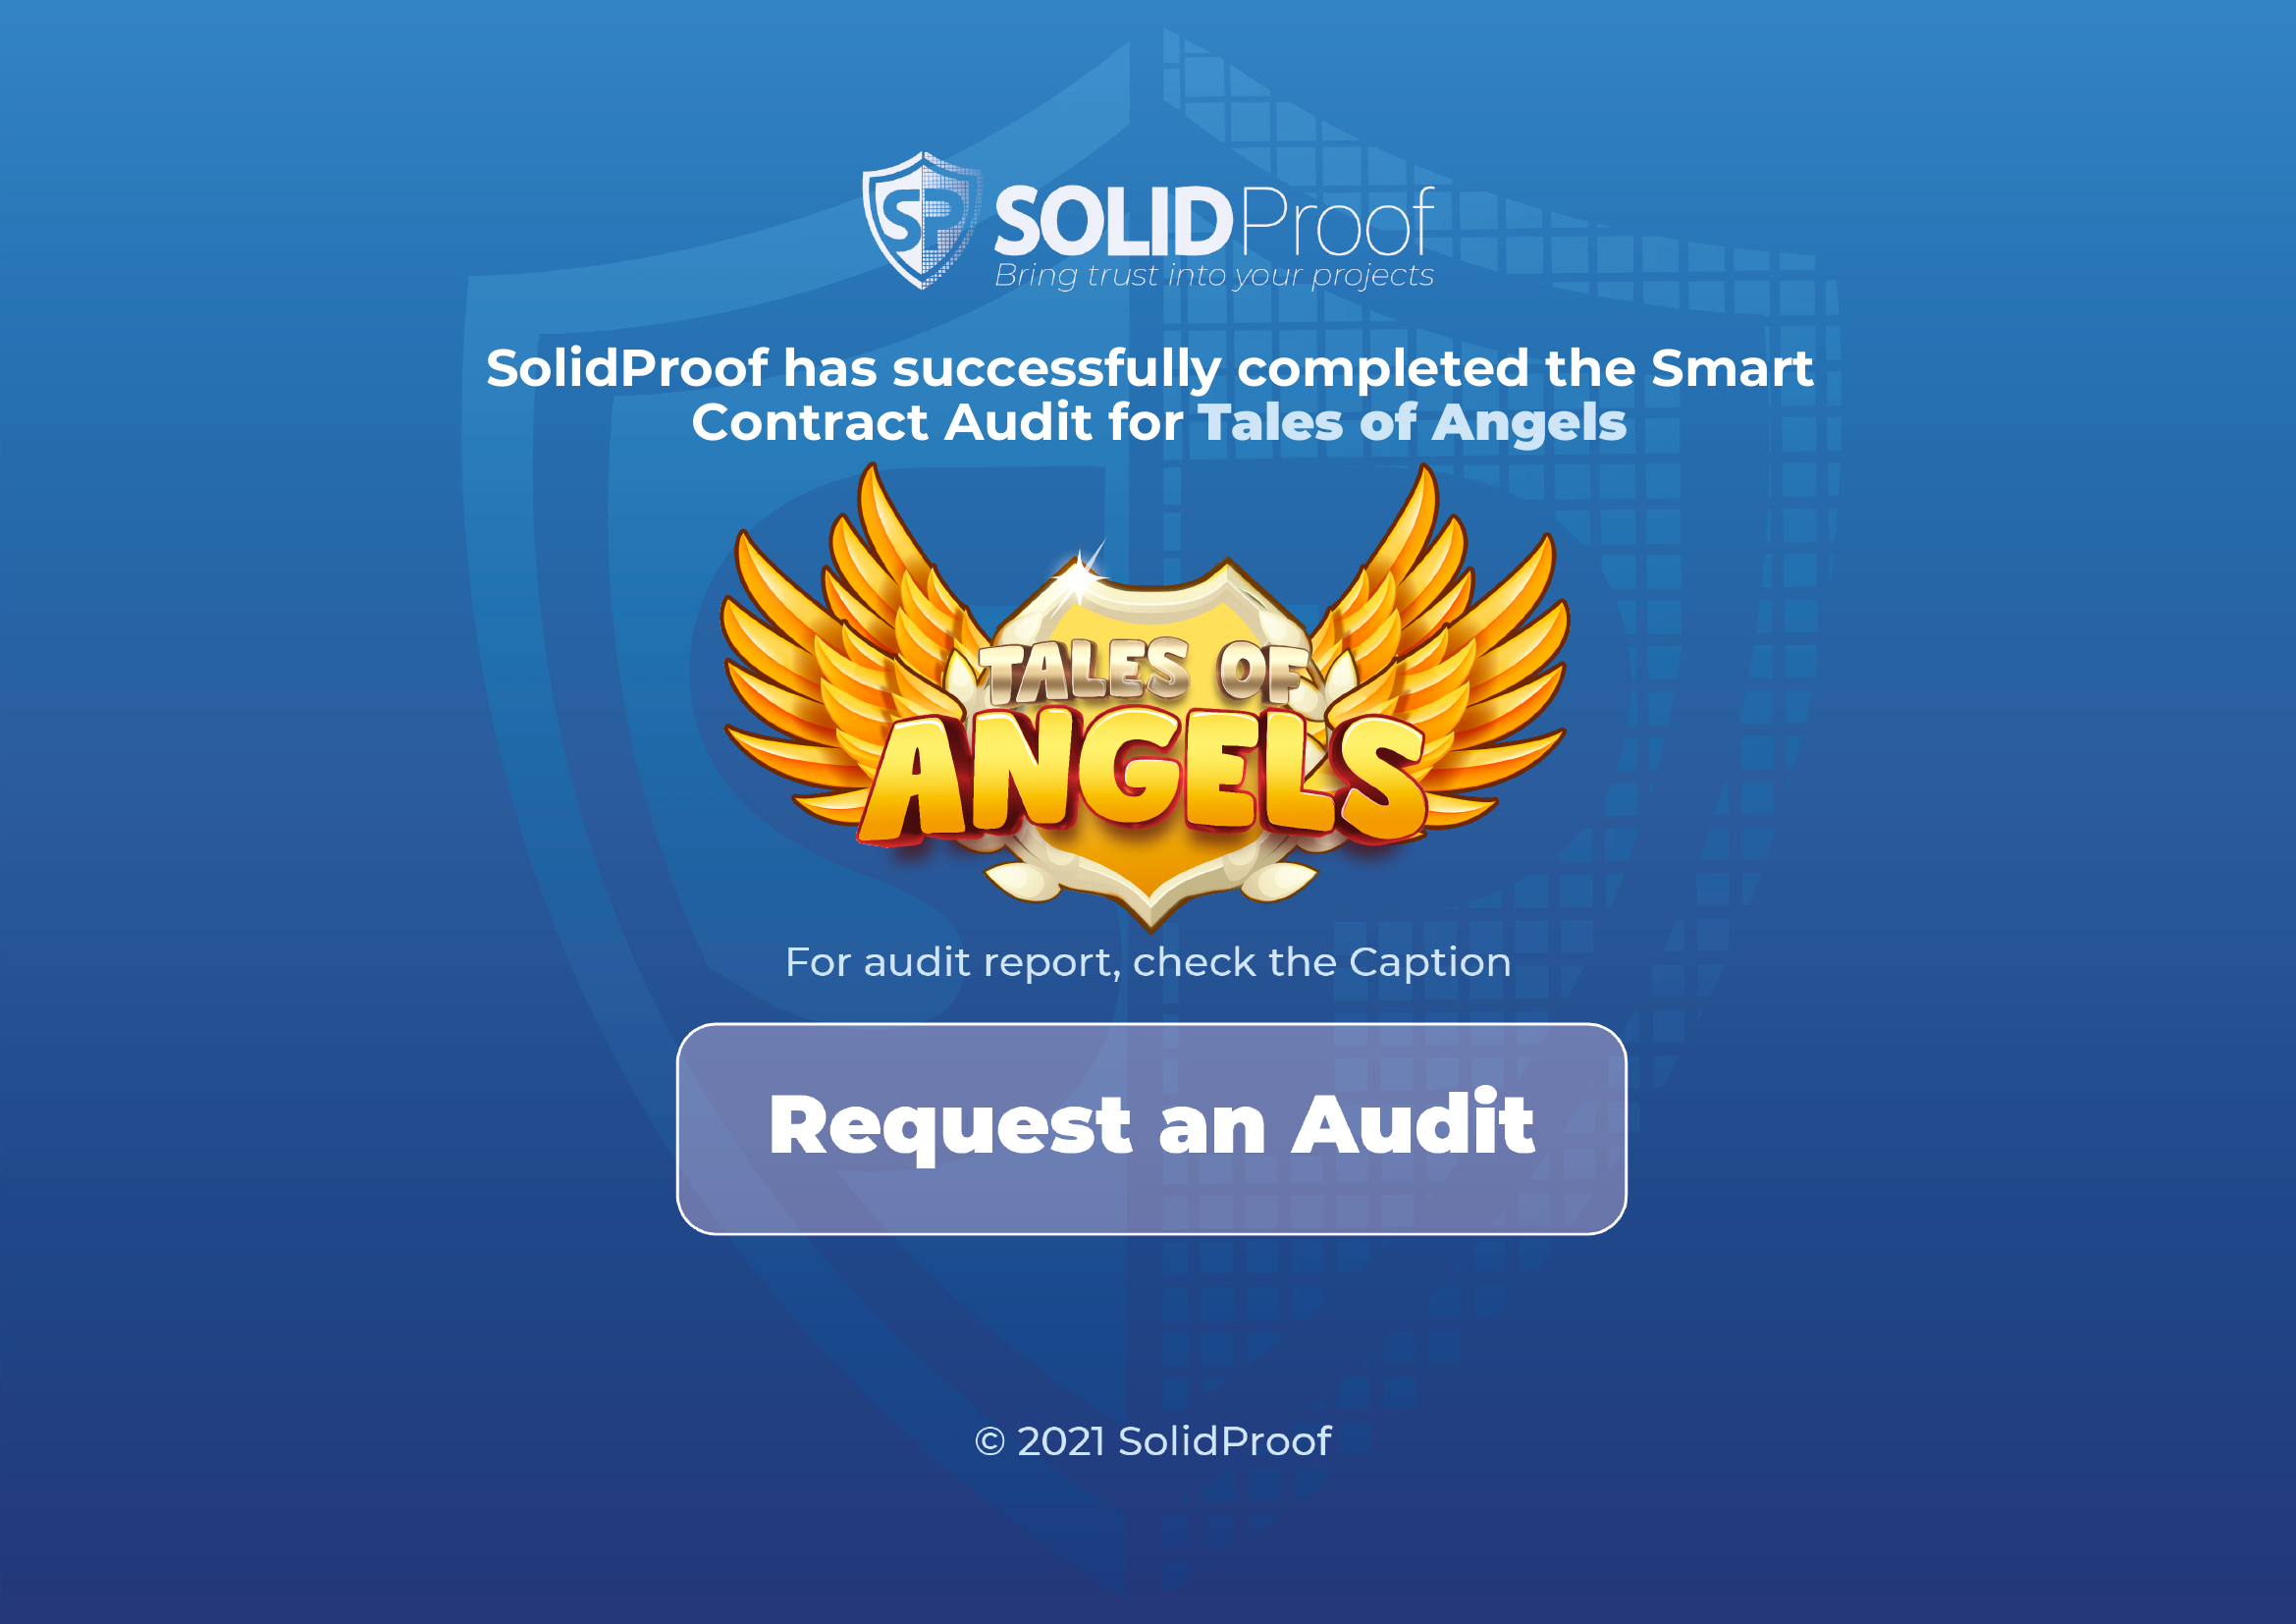 SP SOLIDProof
Bring trust into your projects
SolidProof has successfully completed the Smart
Contract Audit for Tales of Angels
TALES OF
ANGELS
For audit report, check the Caption
Request an Audit
© 2021 SolidProof